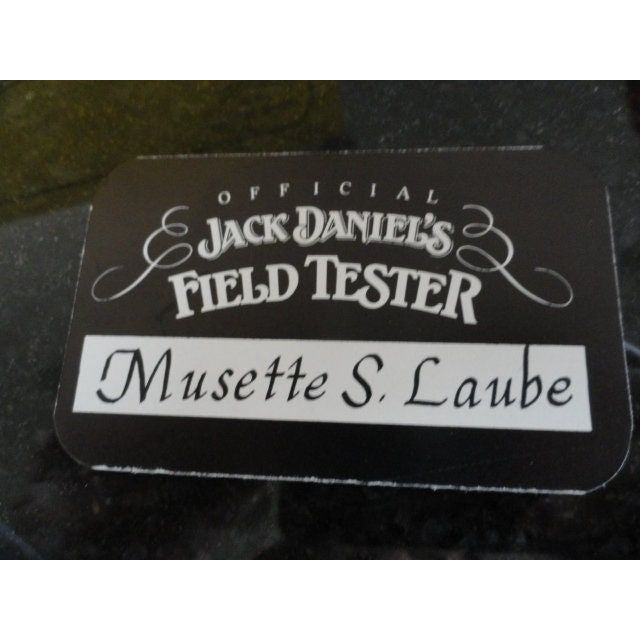 OFFICIAL
JACK DANIEL'S
FIELD TESTER
Musette S. Laube